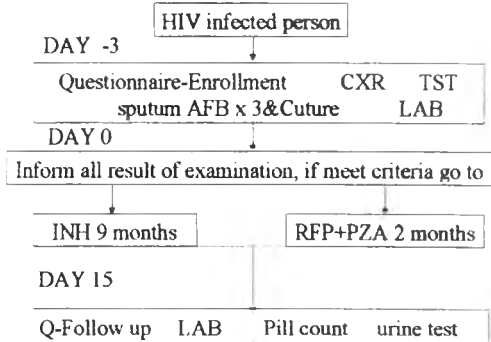 HIV infected person
DAY -3
Questionnaire-Enrollment CXR TST
sputum AFB x 3&Cuture LAB
DAY 0
Inform all result of examination, if meet criteria go to
INH 9 months RFP+PZA 2 months
DAY 15
Q-Follow up LAB Pill count urine test